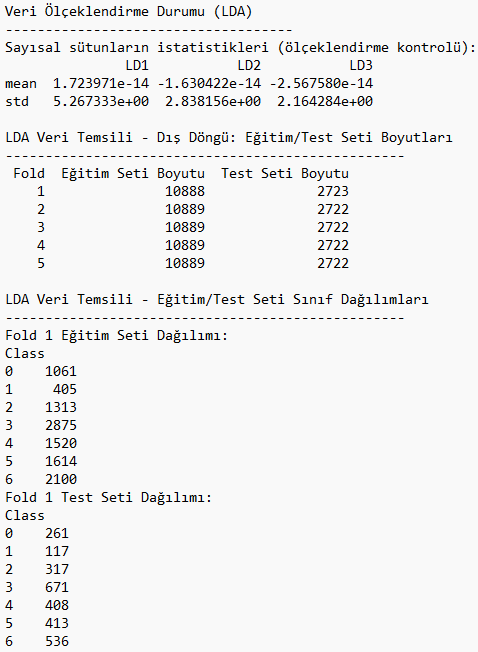 Veri Ölçeklendirme Durumu (LDA)
------------------------------------
Sayısal sütunların istatistikleri (ölçeklendirme kontrolü):
LD1 LD2 LD3
mean 1.723971e-14 -1.630422e-14 -2.567580e-14
std 5.267333e+00 2.838156e+00 2.164284e+00
LDA Veri Temsili - Dış Döngü: Eğitim/Test Seti Boyutları
--------------------------------------------------
Fold Eğitim Seti Boyutu Test Seti Boyutu
1 10888 2723
2 10889 2722
3 10889 2722
4 10889 2722
5 10889 2722
LDA Veri Temsili - Eğitim/Test Seti Sınıf Dağılımları
--------------------------------------------------
Fold 1 Eğitim Seti Dağılımı:
Class
0 1061
1 405
2 1313
3 2875
4 1520
5 1614
6 2100
Fold 1 Test Seti Dağılımı:
Class
0 261
1 117
2 317
3 671
4 408
5 413
6 536